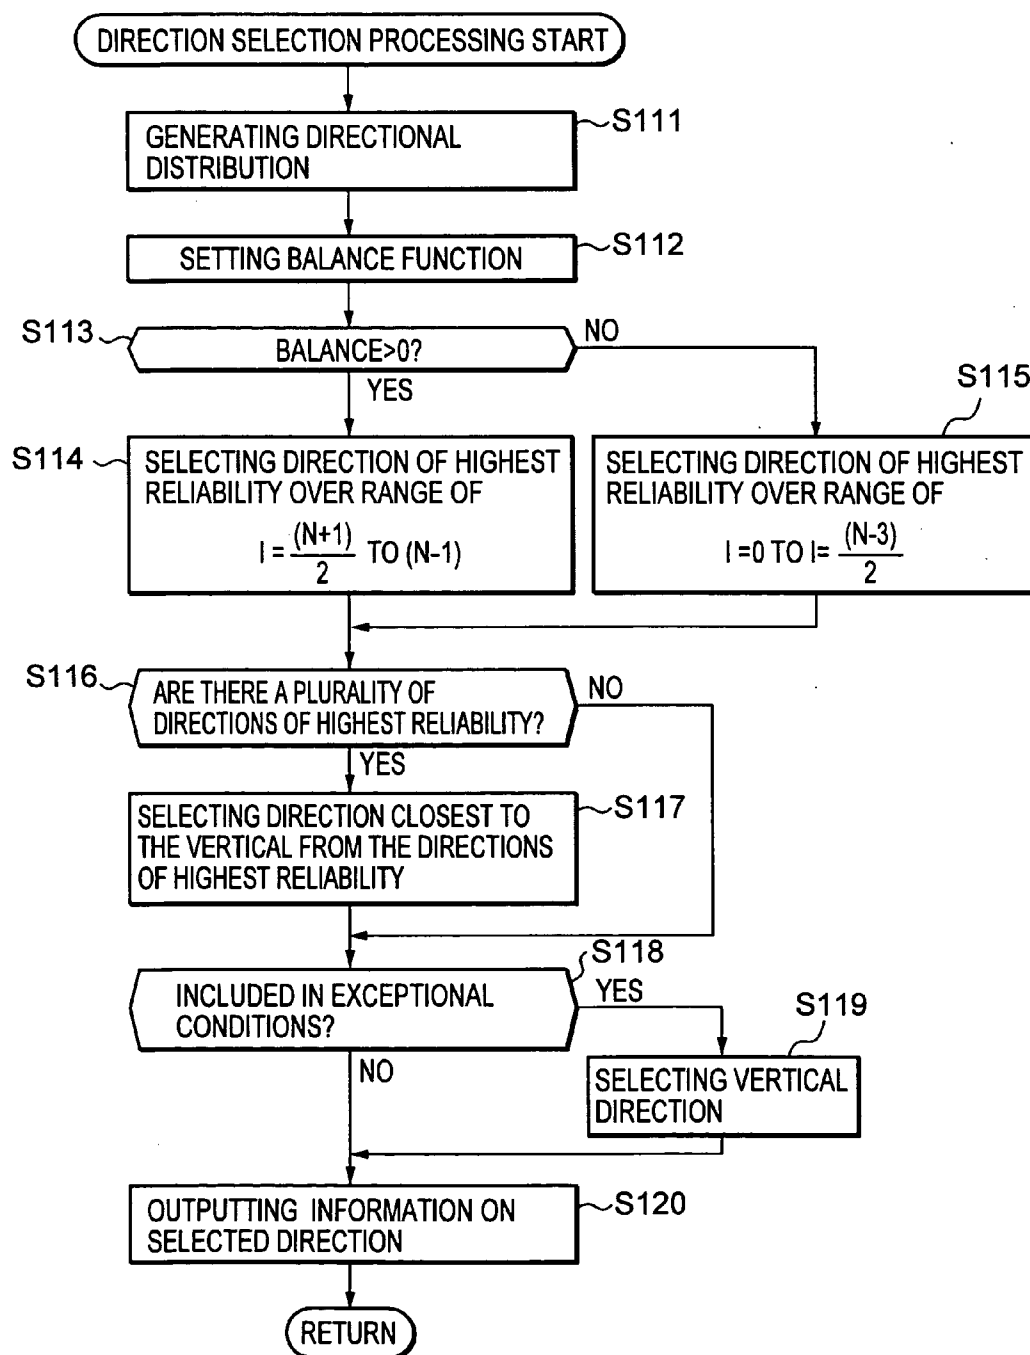 DIRECTION SELECTION PROCESSING START
S111
GENERATING DIRECTIONAL
DISTRIBUTION
S112
SETTING BALANCE FUNCTION
S113
BALANCE>0?
NO
YES
S114
SELECTING DIRECTION OF HIGHEST
RELIABILITY OVER RANGE OF
I = (N+1)/2 TO (N-1)
S115
SELECTING DIRECTION OF HIGHEST
RELIABILITY OVER RANGE OF
I =0 TO I= (N-3)/2
S116
ARE THERE A PLURALITY OF
DIRECTIONS OF HIGHEST RELIABILITY?
NO
YES
S117
SELECTING DIRECTION CLOSEST TO
THE VERTICAL FROM THE DIRECTIONS
OF HIGHEST RELIABILITY
S118
INCLUDED IN EXCEPTIONAL
CONDITIONS?
YES
NO
S119
SELECTING VERTICAL
DIRECTION
S120
OUTPUTTING INFORMATION ON
SELECTED DIRECTION
RETURN